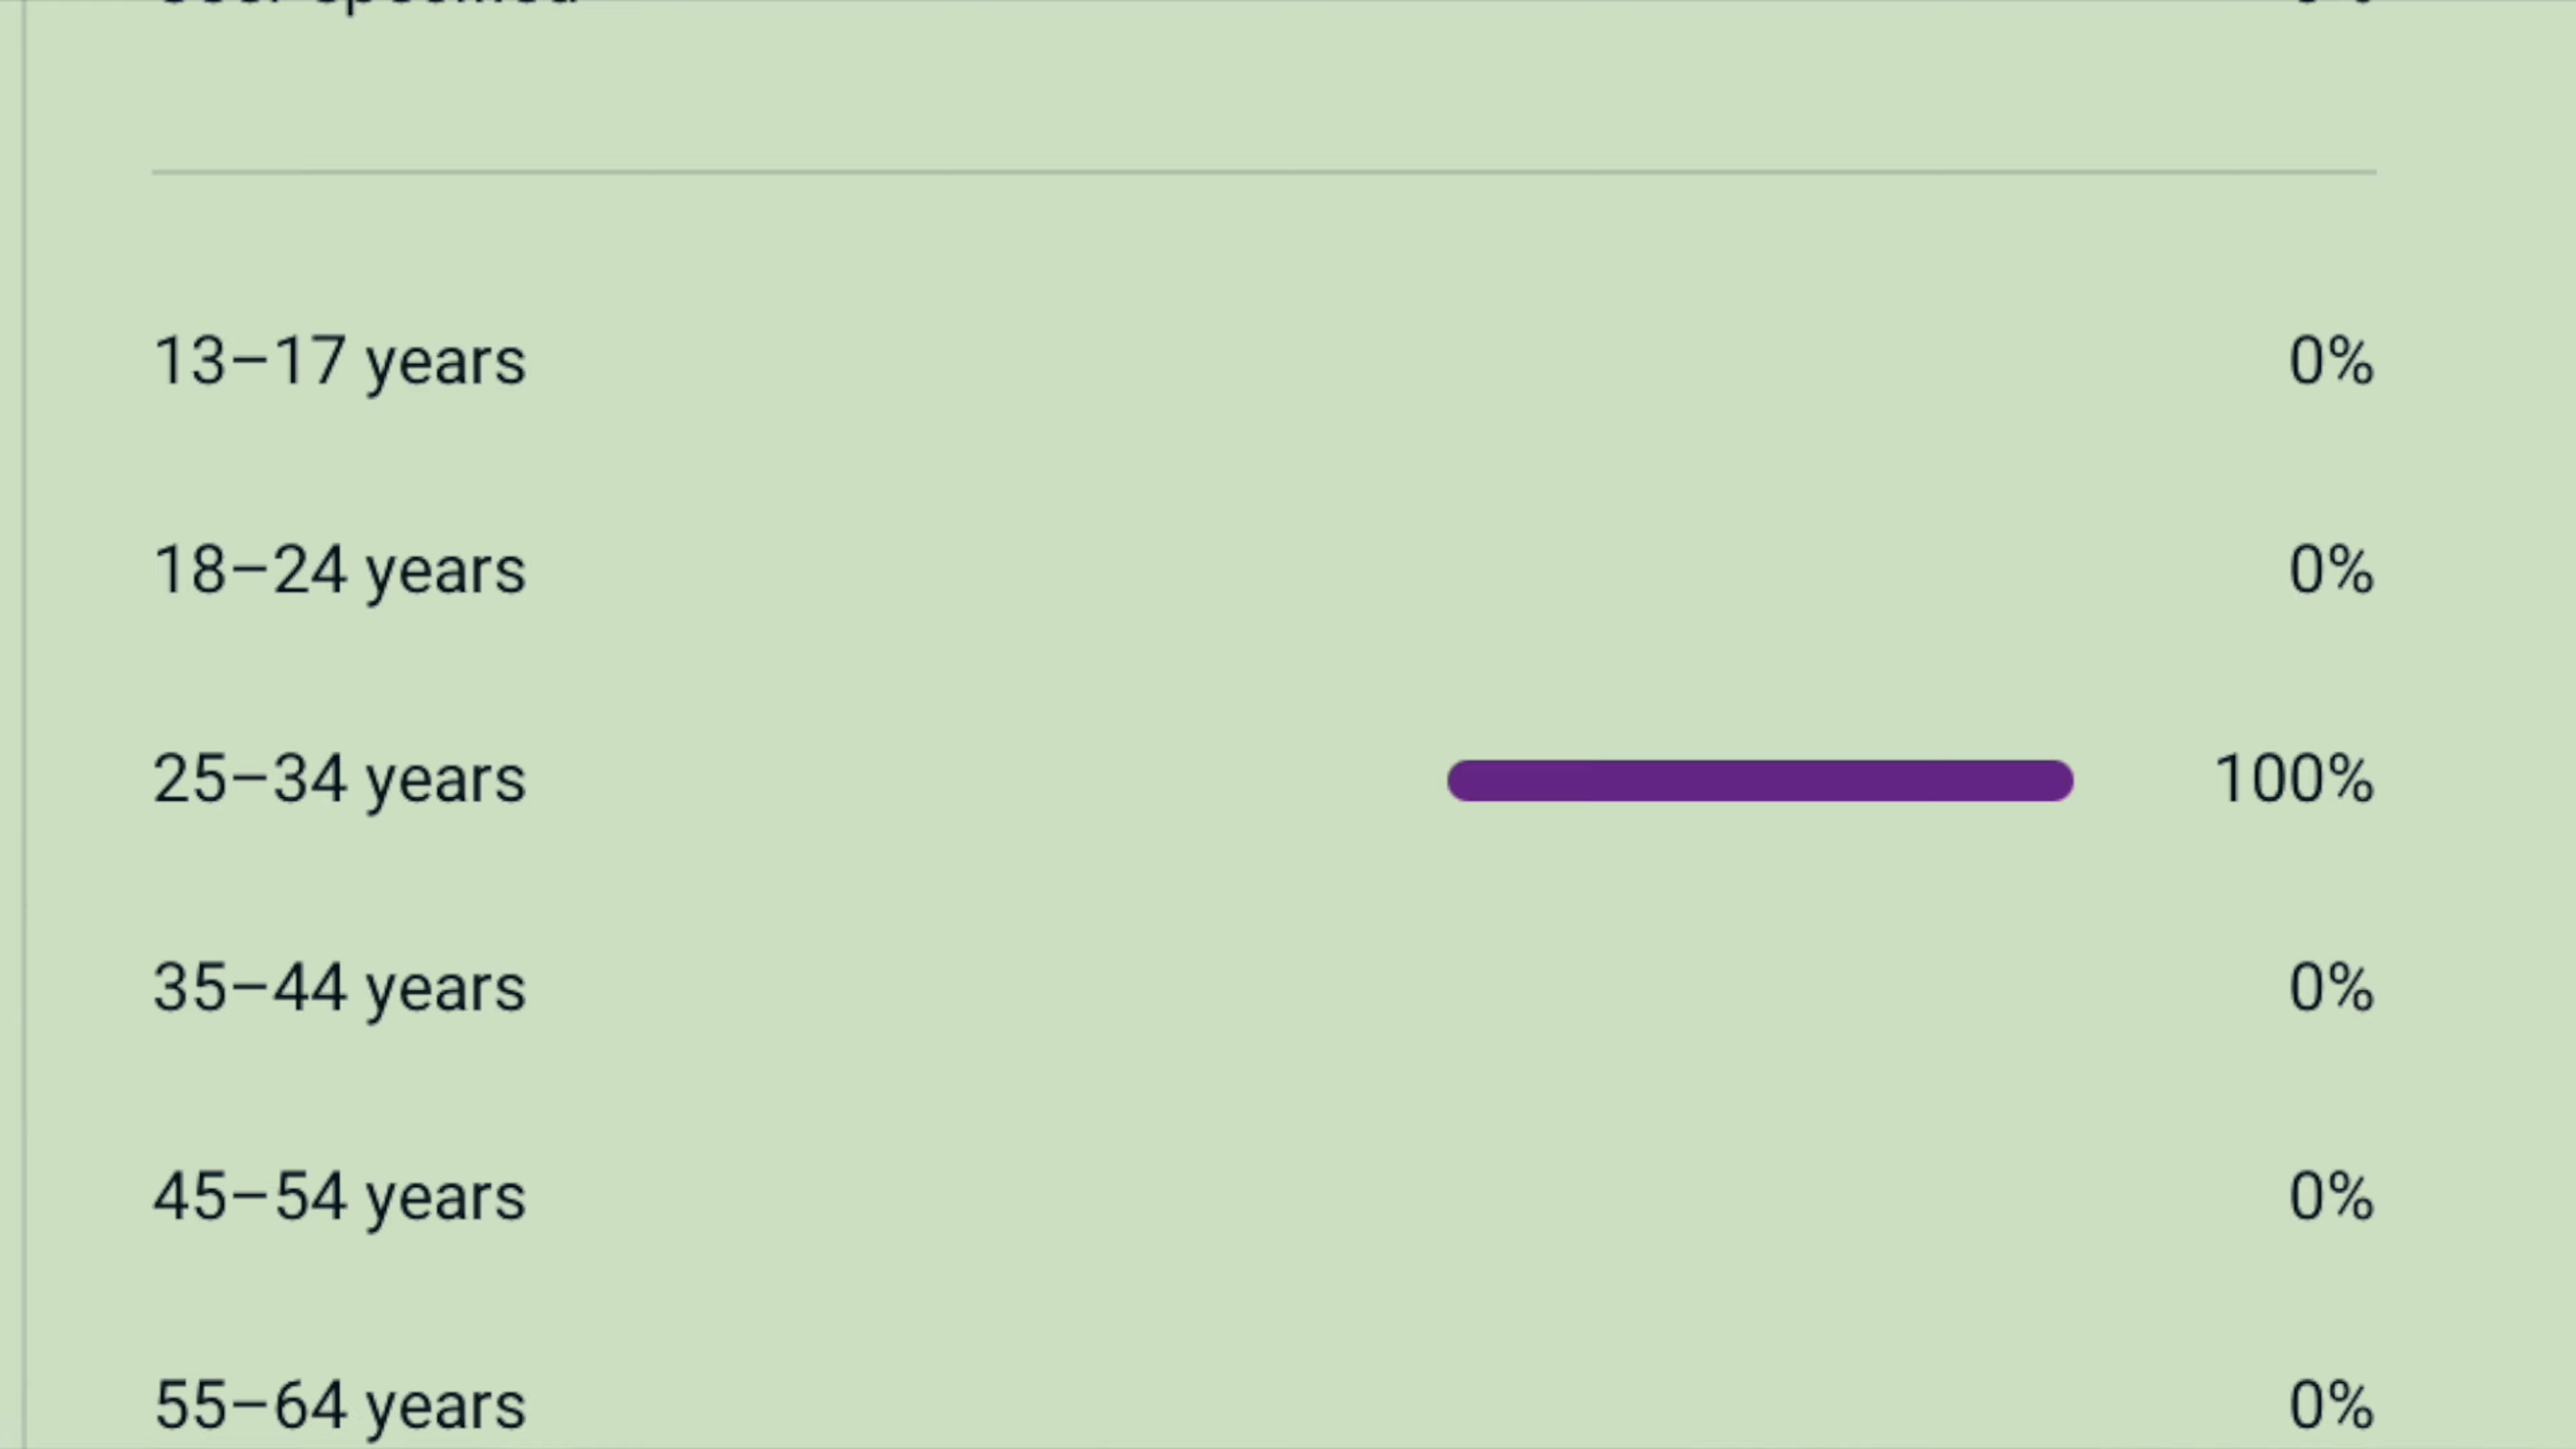 13–17 years 0%
18–24 years 0%
25–34 years 100%
35–44 years 0%
45–54 years 0%
55–64 years 0%